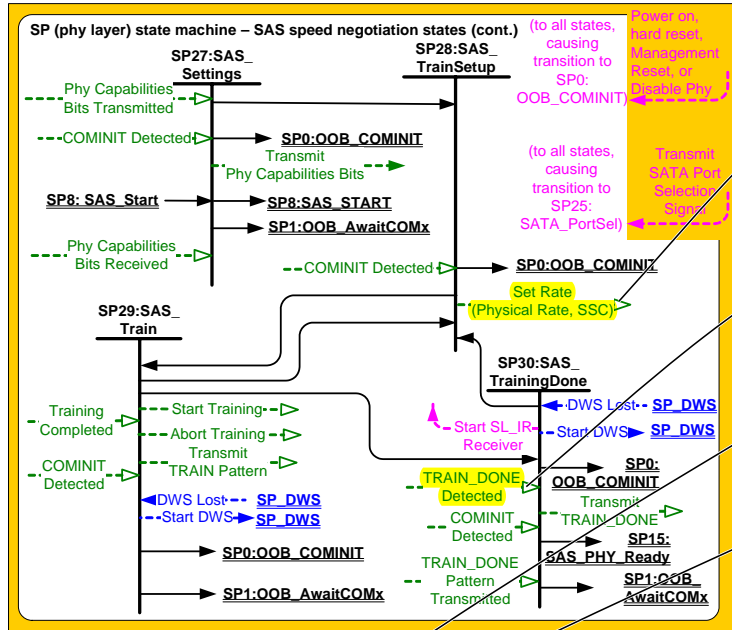 SP (phy layer) state machine – SAS speed negotiation states (cont.)
SP27:SAS_
Settings
Phy Capabilities
Bits Transmitted
COMINIT Detected
SP0:OOB_COMINIT
Transmit
Phy Capabilities Bits
SP8: SAS_Start
SP8:SAS_START
SP1:OOB_AwaitCOMx
Phy Capabilities
Bits Received
SP28:SAS_
TrainSetup
COMINIT Detected
SP0:OOB_COMINIT
Set Rate
(Physical Rate, SSC)
(to all states,
causing
transition to
SP0:
OOB_COMINIT)
Power on,
hard reset,
Management
Reset, or
Disable Phy
(to all states,
causing
transition to
SP25:
SATA_PortSel)
Transmit
SATA Port
Selection
Signal
SP29:SAS_
Train
Training
Completed
Start Training
Abort Training
Transmit
TRAIN Pattern
COMINIT
Detected
DWS Lost
SP_DWS
Start DWS
SP_DWS
SP0:OOB_COMINIT
SP1:OOB_AwaitCOMx
SP30:SAS_
TrainingDone
DWS Lost
SP_DWS
Start SL_IR
Receiver
Start DWS
SP_DWS
SP0:
OOB_COMINIT
TRAIN_DONE
Detected
Transmit
TRAIN_DONE
COMINIT
Detected
SP15:
SAS_PHY_Ready
TRAIN_DONE
Pattern
Transmitted
SP1:OOB_
AwaitCOMx